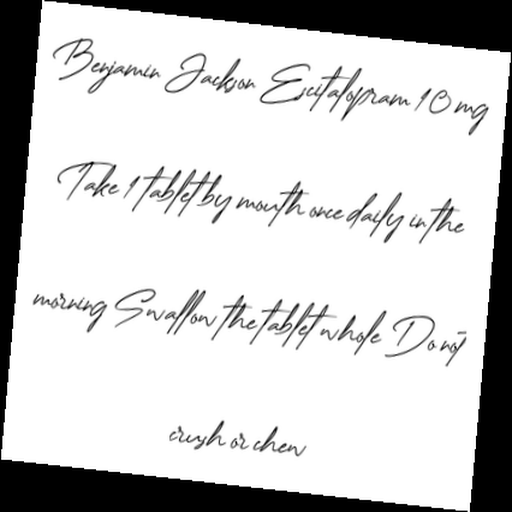 Benjamin Jackson Escitalopram 10 mg
Take 1 tablet by mouth once daily in the
morning Swallow the tablet whole Do not
crush or chew